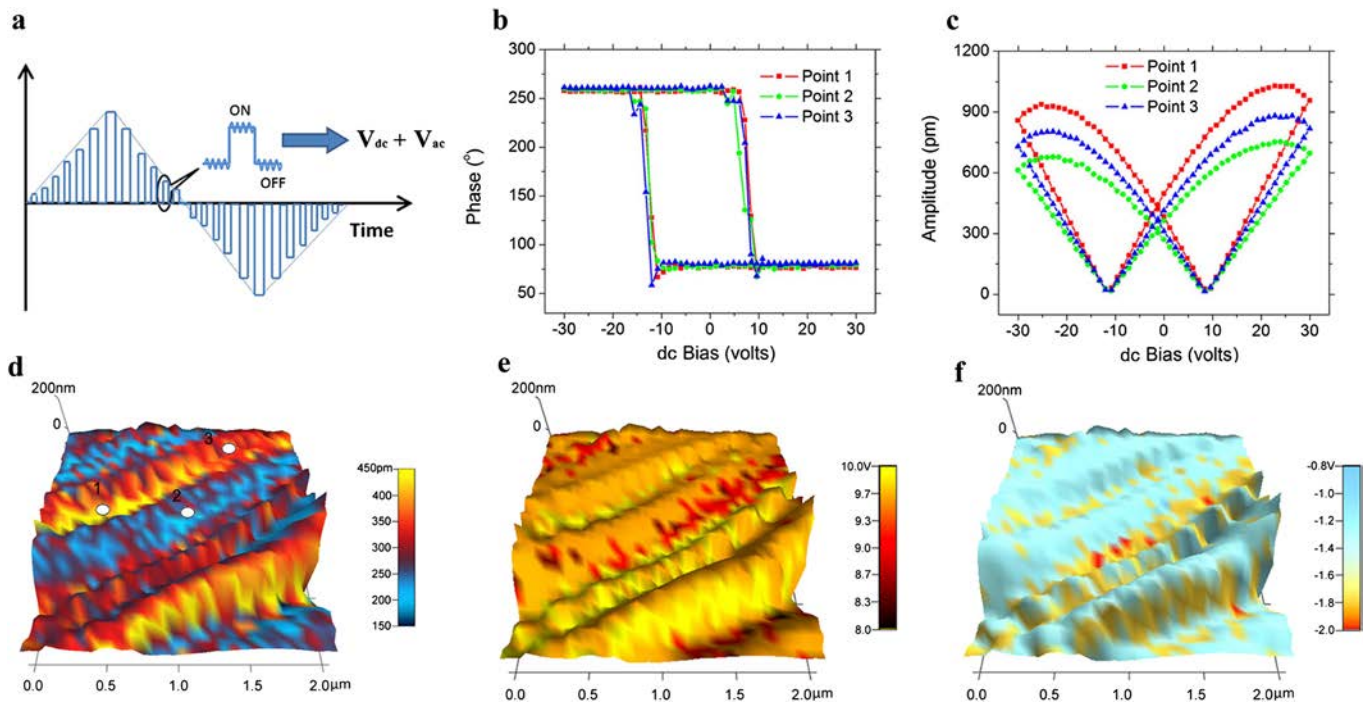 a
ON
OFF
Vdc + Vac
Time
b
Phase (°)
300
250
200
150
100
50
-30 -20 -10 0 10 20 30
dc Bias (volts)
Point 1
Point 2
Point 3
c
Amplitude (pm)
1200
900
600
300
0
-30 -20 -10 0 10 20 30
dc Bias (volts)
Point 1
Point 2
Point 3
d
200nm
0
3
1
2
0.0 0.5 1.0 1.5 2.0µm
450pm
400
350
300
250
200
150
e
200nm
0
0.0 0.5 1.0 1.5 2.0µm
10.0V
9.7
9.3
9.0
8.7
8.3
8.0
f
200nm
0
0.0 0.5 1.0 1.5 2.0µm
-0.8V
-1.0
-1.2
-1.4
-1.6
-1.8
-2.0